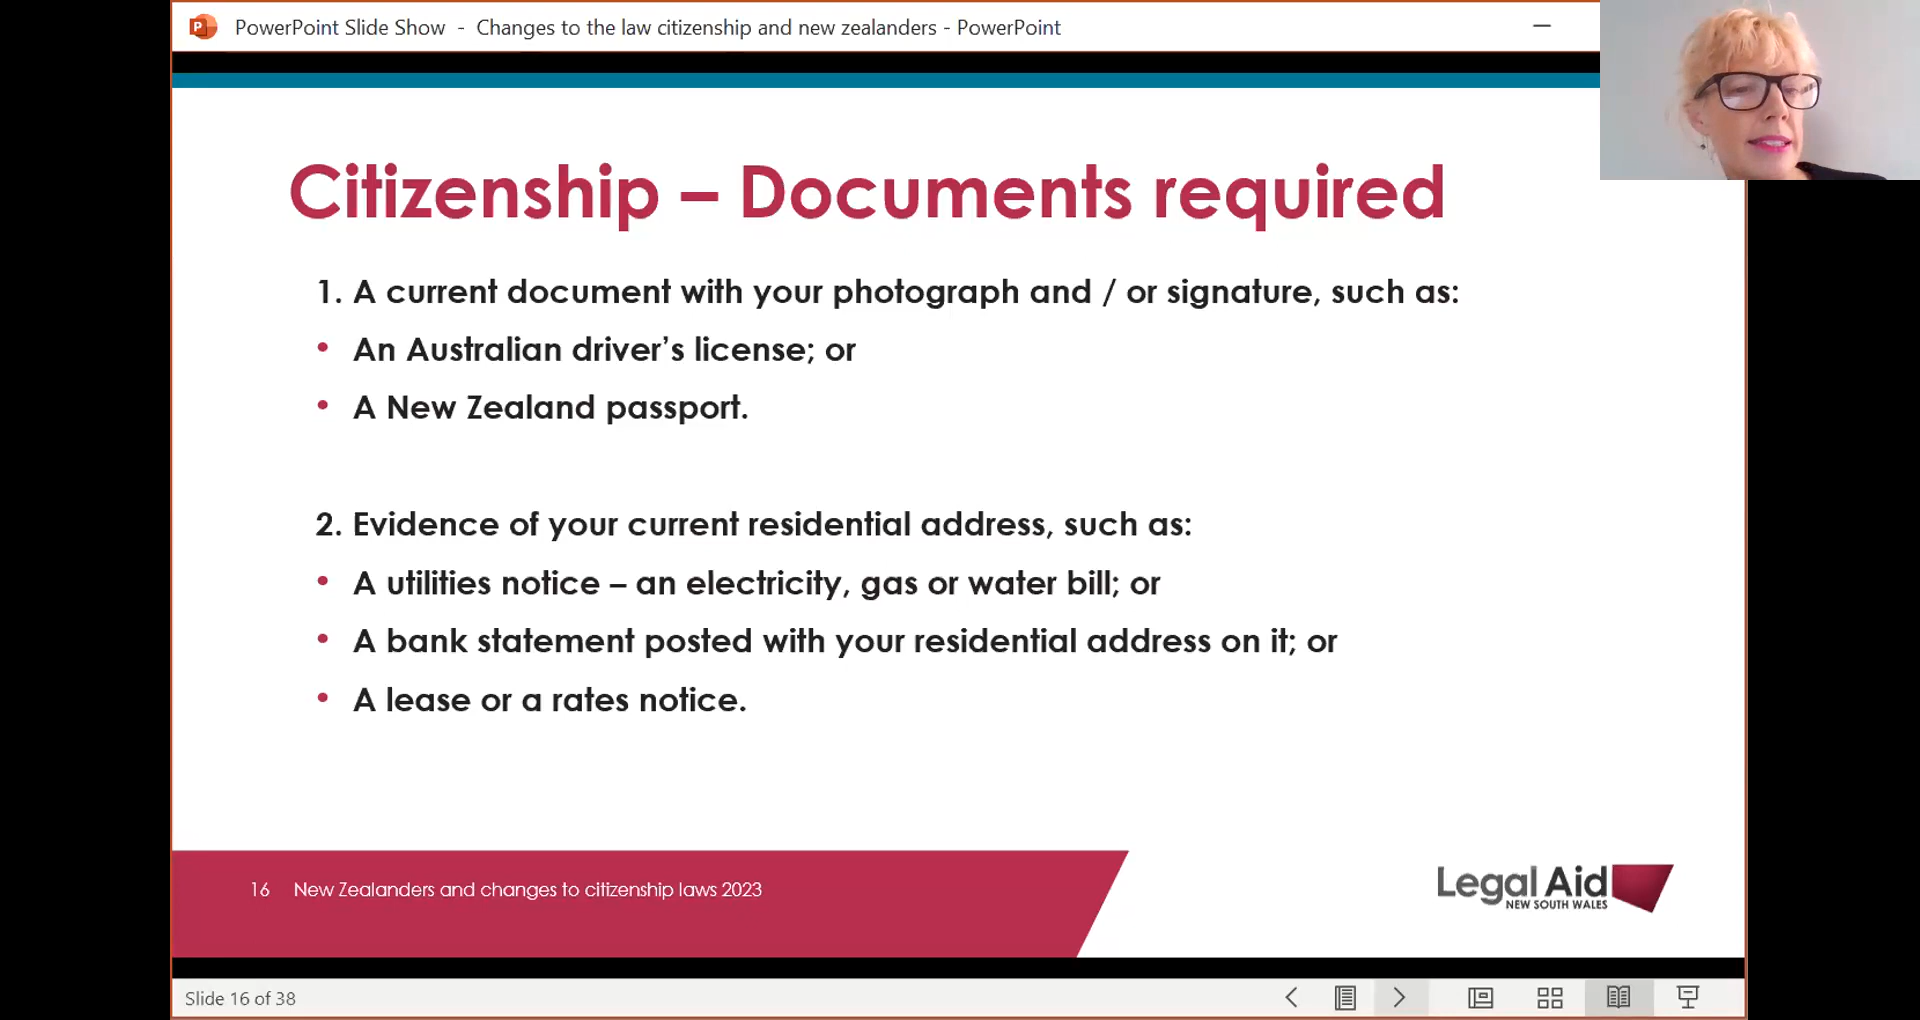 PowerPoint Slide Show - Changes to the law citizenship and new zealanders - PowerPoint
Citizenship – Documents required
1. A current document with your photograph and / or signature, such as:
• An Australian driver’s license; or
• A New Zealand passport.
2. Evidence of your current residential address, such as:
• A utilities notice – an electricity, gas or water bill; or
• A bank statement posted with your residential address on it; or
• A lease or a rates notice.
16 New Zealanders and changes to citizenship laws 2023
Legal Aid
NEW SOUTH WALES
Slide 16 of 38